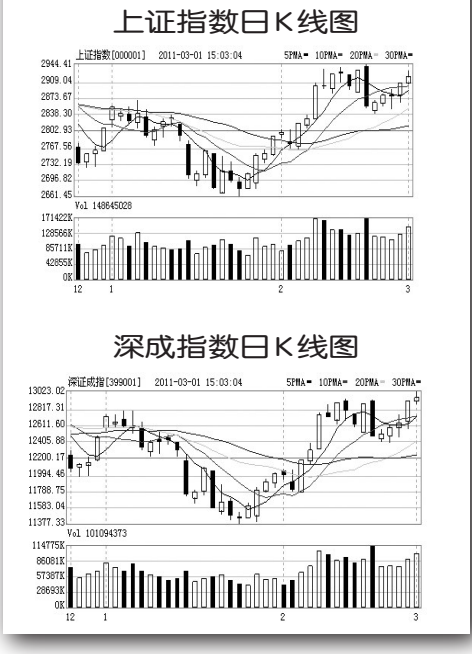 上证指数日K线图
上证指数[000001] 2011-03-01 15:03:04 5PMA= 10PMA= 20PMA= 30PMA=
2944.41
2909.04
2873.67
2838.30
2802.93
2767.56
2732.19
2696.82
2661.45
Vol 148645028
171422K
128566K
85711K
42855K
0K
12 1 2 3
深成指数日K线图
深证成指[399001] 2011-03-01 15:03:04 5PMA= 10PMA= 20PMA= 30PMA=
13023.02
12817.31
12611.60
12405.88
12200.17
11994.46
11788.75
11583.04
11377.33
Vol 101094373
114775K
86081K
57387K
28693K
0K
12 1 2 3